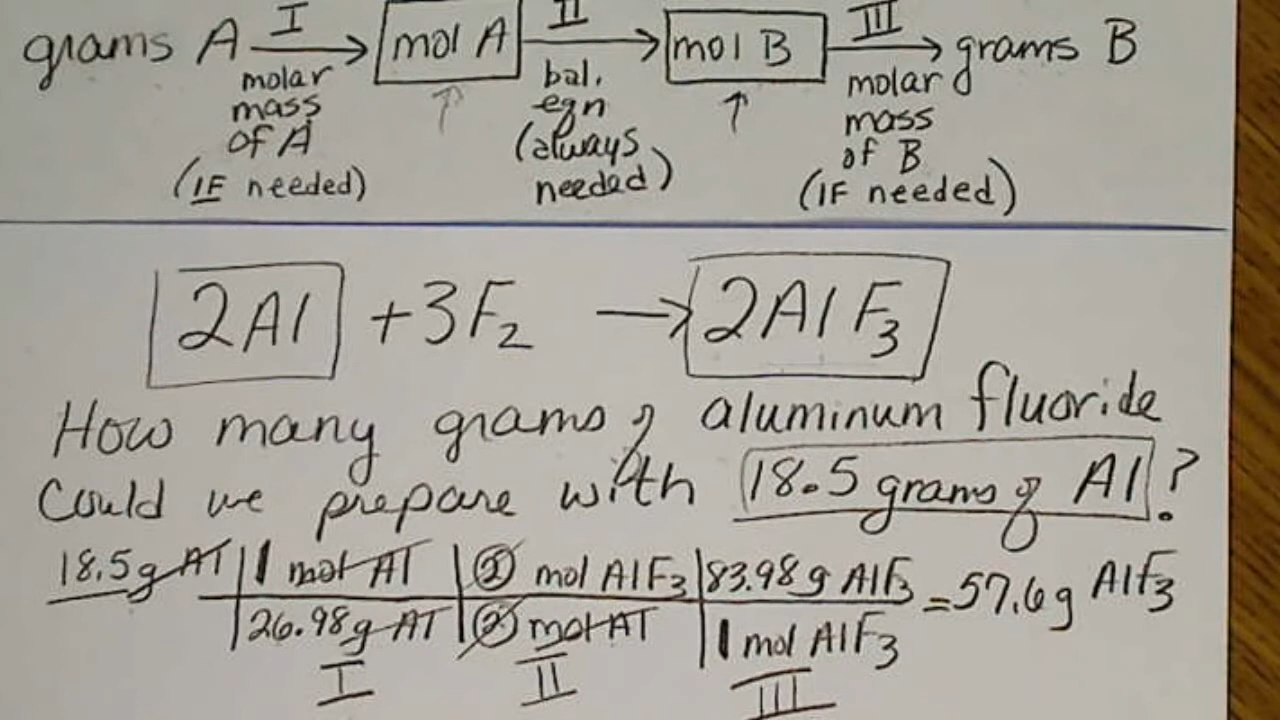 grams A I→ mol A II→ mol B III→ grams B
molar mass of A (IF needed)
bal. eqn (always needed)
molar mass of B (IF needed)
2Al + 3F₂ → 2AlF₃
How many grams of aluminum fluoride
Could we prepare with 18.5 grams of Al?
18.5g Al | 1 mol Al | 2 mol AlF₃ | 83.98g AlF₃ = 57.6g AlF₃
26.98g Al | 2 mol Al | 1 mol AlF₃
I II III